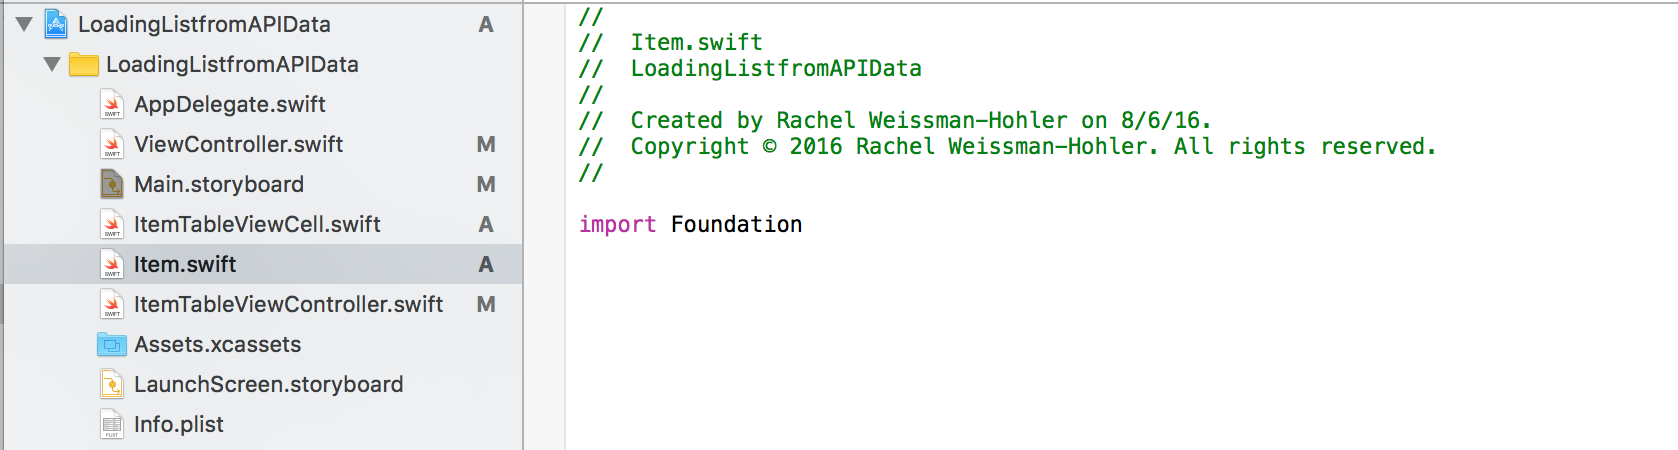 LoadingListfromAPIData A
LoadingListfromAPIData
AppDelegate.swift
ViewController.swift M
Main.storyboard M
ItemTableViewCell.swift A
Item.swift A
ItemTableViewController.swift M
Assets.xcassets
LaunchScreen.storyboard
Info.plist
//
//  Item.swift
//  LoadingListfromAPIData
//
//  Created by Rachel Weissman-Hohler on 8/6/16.
//  Copyright © 2016 Rachel Weissman-Hohler. All rights reserved.
//
import Foundation